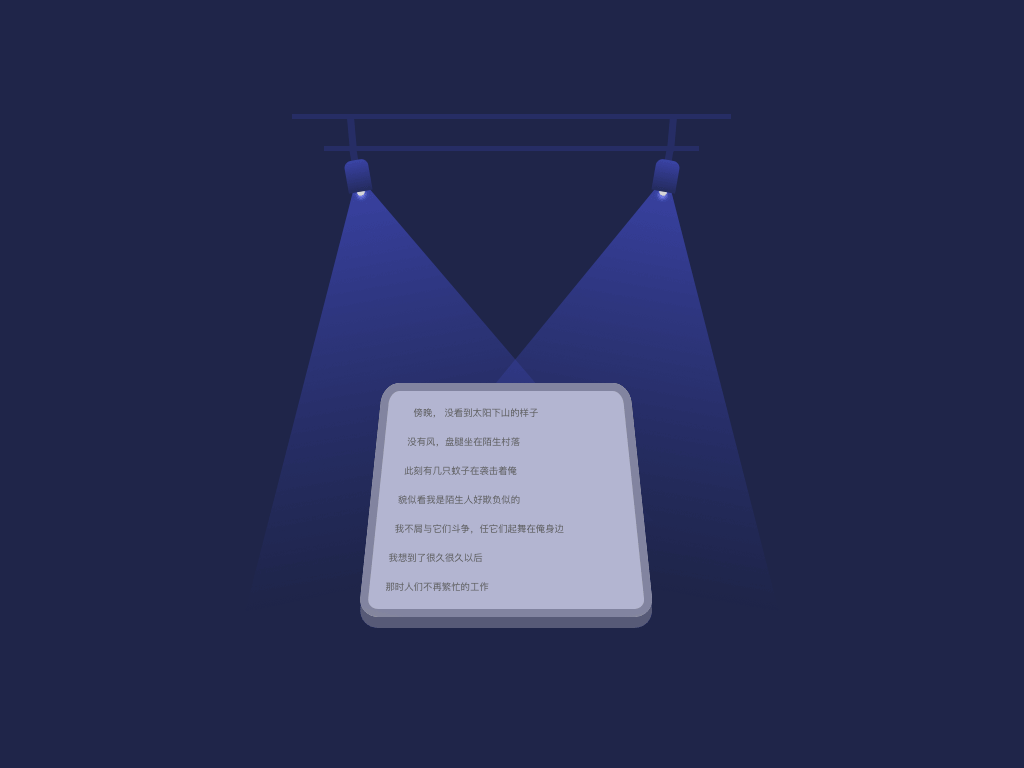 傍晚， 没看到太阳下山的样子
没有风，盘腿坐在陌生村落
此刻有几只蚊子在袭击着俺
貌似看我是陌生人好欺负似的
我不屑与它们斗争，任它们起舞在俺身边
我想到了很久很久以后
那时人们不再繁忙的工作